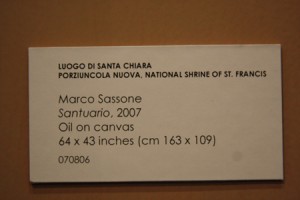 LUOGO DI SANTA CHIARA
PORZIUNCOLA NUOVA, NATIONAL SHRINE OF ST. FRANCIS
Marco Sassone
Santuario, 2007
Oil on canvas
64 x 43 inches (cm 163 x 109)
070806